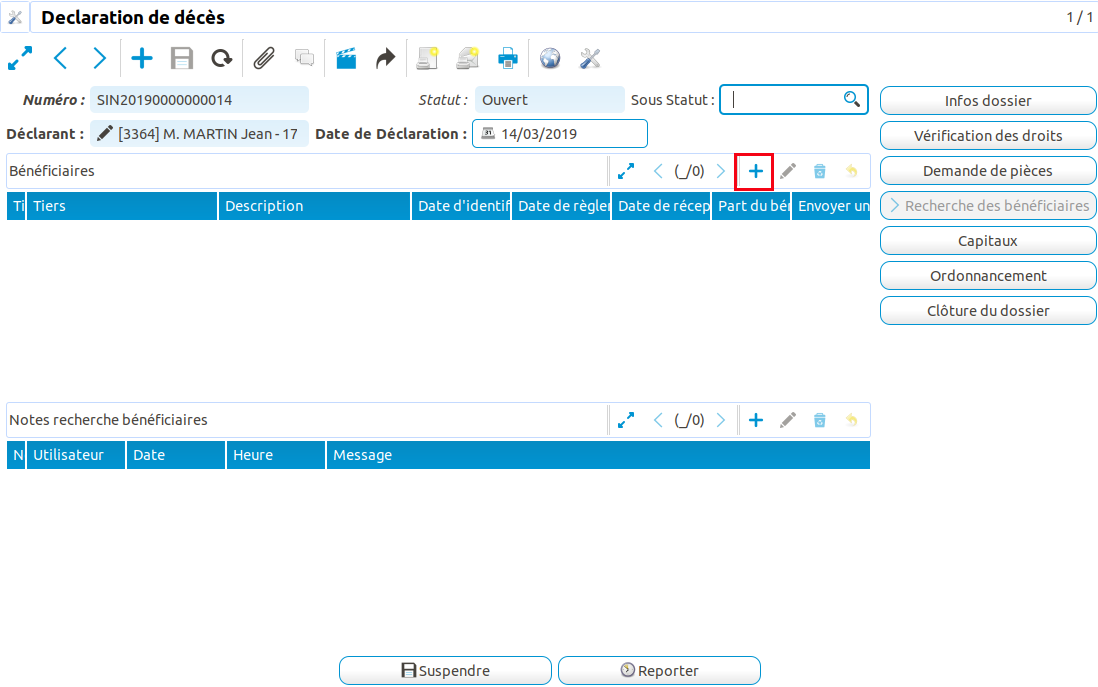 Declaration de décès
1 / 1
Numéro : SIN20190000000014 Statut : Ouvert Sous Statut :
Déclarant : [3364] M. MARTIN Jean - 17 Date de Déclaration : 31 14/03/2019
Infos dossier
Vérification des droits
Demande de pièces
Recherche des bénéficiaires
Capitaux
Ordonnancement
Clôture du dossier
Bénéficiaires (_/0)
Ti Tiers Description Date d'identif Date de règler Date de récep Part du bér Envoyer un
Notes recherche bénéficiaires (_/0)
N Utilisateur Date Heure Message
Suspendre Reporter